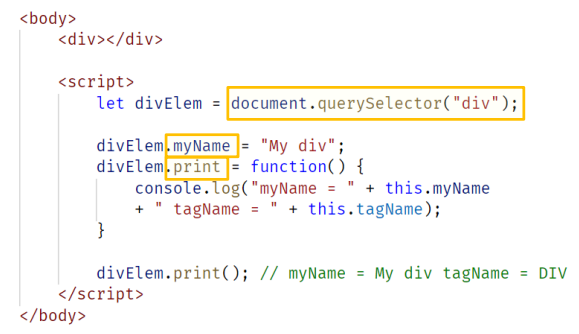 <body>
<div></div>
<script>
let divElem = document.querySelector("div");
divElem.myName = "My div";
divElem.print = function() {
console.log("myName = " + this.myName
+ " tagName = " + this.tagName);
}
divElem.print(); // myName = My div tagName = DIV
</script>
</body>